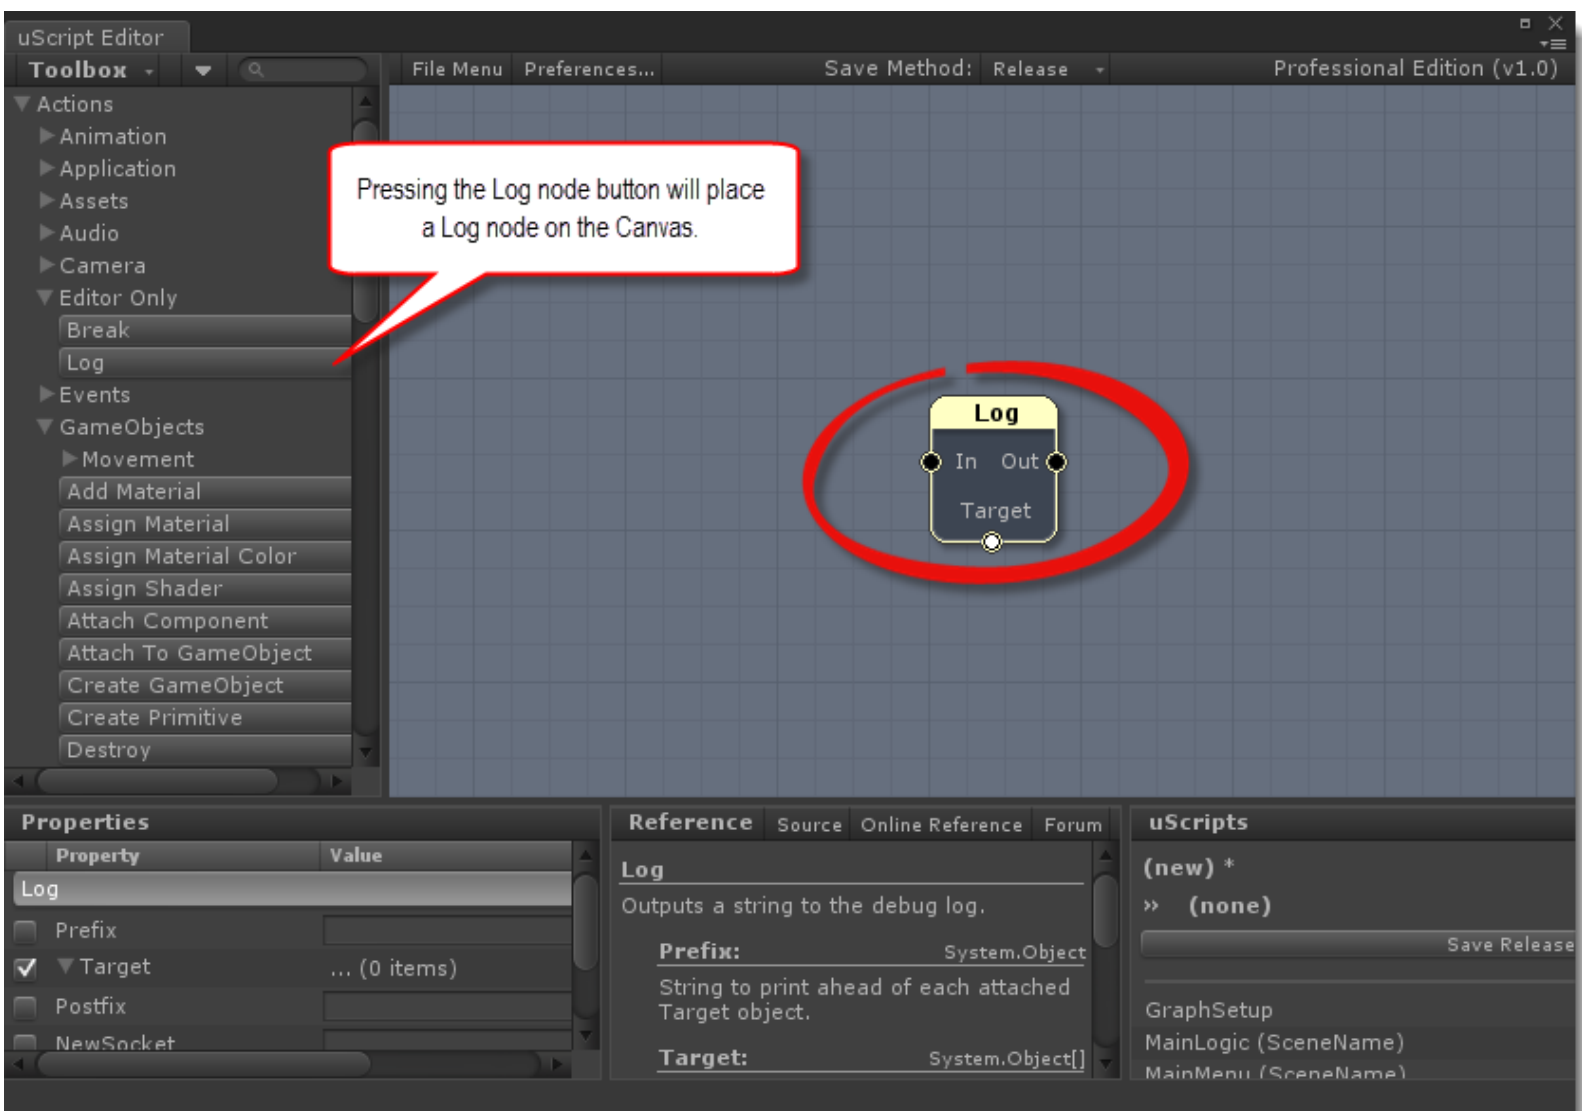 uScript Editor
Toolbox
File Menu Preferences... Save Method: Release Professional Edition (v1.0)
Actions
Animation
Application
Assets
Audio
Camera
Editor Only
Break
Log
Events
GameObjects
Movement
Add Material
Assign Material
Assign Material Color
Assign Shader
Attach Component
Attach To GameObject
Create GameObject
Create Primitive
Destroy
Pressing the Log node button will place
a Log node on the Canvas.
Log
In Out
Target
Properties
Property Value
Log
Prefix
Target ... (0 items)
Postfix
NewSocket
Reference Source Online Reference Forum
Log
Outputs a string to the debug log.
Prefix: System.Object
String to print ahead of each attached
Target object.
Target: System.Object[]
uScripts
(new) *
» (none)
Save Release
GraphSetup
MainLogic (SceneName)
MainMenu (SceneName)